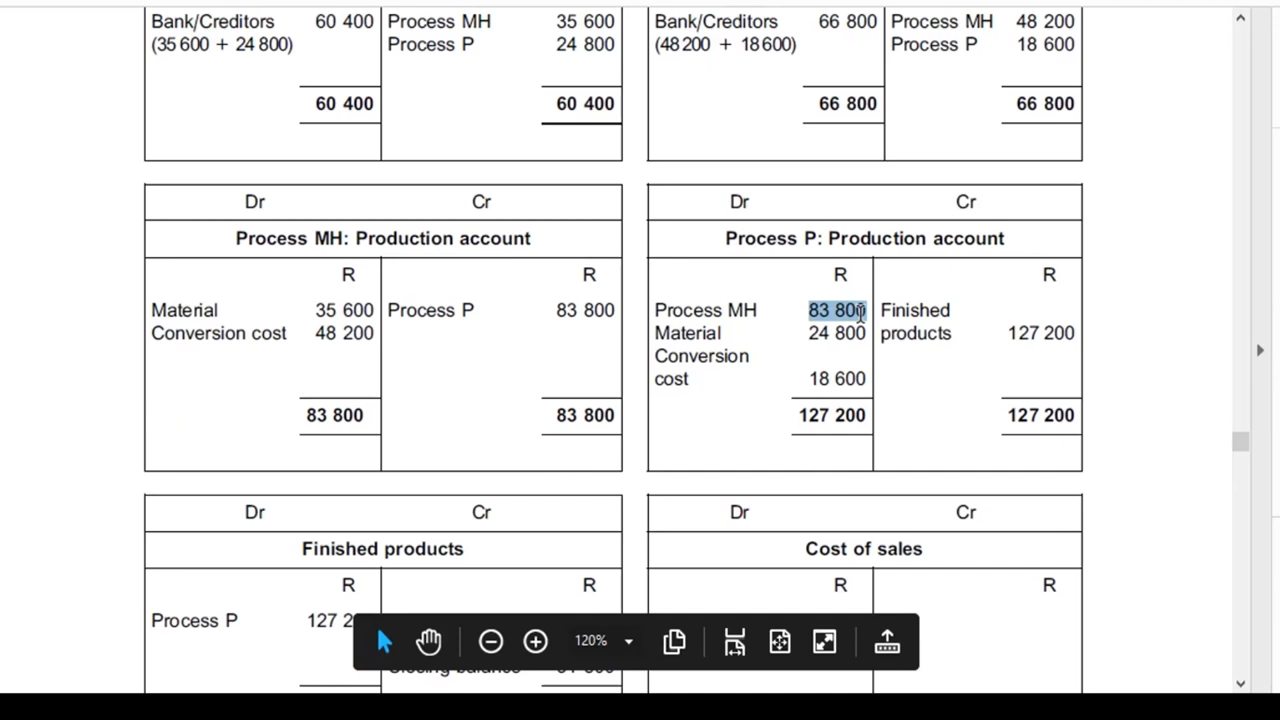 Bank/Creditors 60 400 Process MH 35 600
(35 600 + 24 800) Process P 24 800
60 400 60 400
Bank/Creditors 66 800 Process MH 48 200
(48 200 + 18 600) Process P 18 600
66 800 66 800
Dr Cr
Process MH: Production account
R R
Material 35 600 Process P 83 800
Conversion cost 48 200
83 800 83 800
Dr Cr
Process P: Production account
R R
Process MH 83 800 Finished
Material 24 800 products 127 200
Conversion
cost 18 600
127 200 127 200
Dr Cr
Finished products
R R
Process P 127 2
Dr Cr
Cost of sales
R R
120%